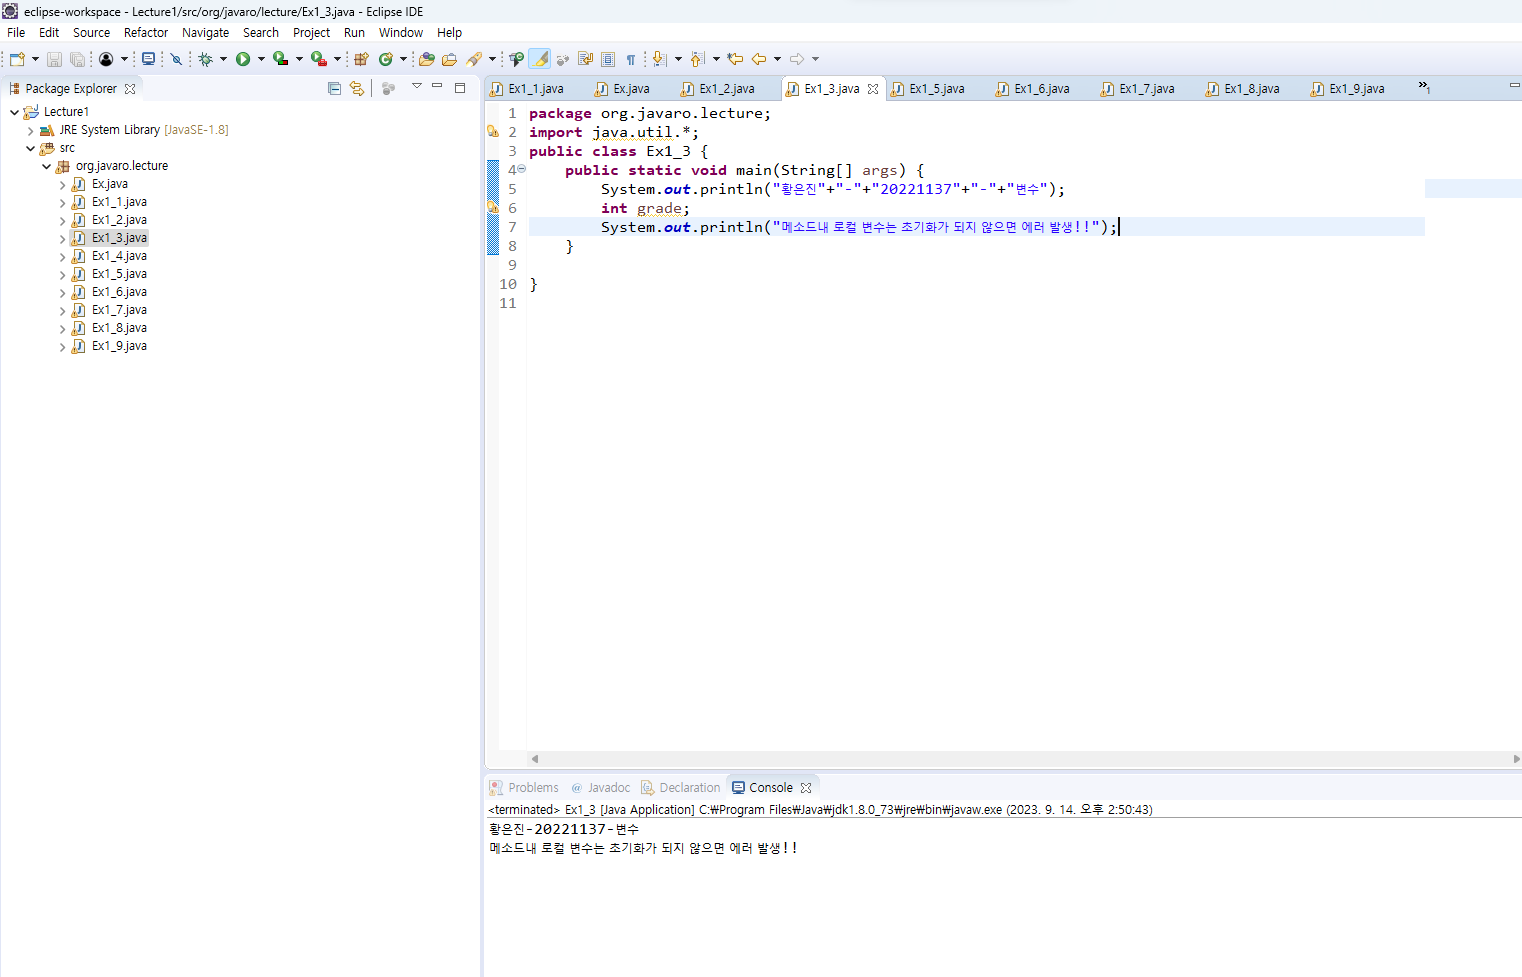 eclipse-workspace - Lecture1/src/org/javaro/lecture/Ex1_3.java - Eclipse IDE
File Edit Source Refactor Navigate Search Project Run Window Help
Package Explorer
Lecture1
JRE System Library [JavaSE-1.8]
src
org.javaro.lecture
Ex.java
Ex1_1.java
Ex1_2.java
Ex1_3.java
Ex1_4.java
Ex1_5.java
Ex1_6.java
Ex1_7.java
Ex1_8.java
Ex1_9.java
Ex1_1.java Ex.java Ex1_2.java Ex1_3.java Ex1_5.java Ex1_6.java Ex1_7.java Ex1_8.java Ex1_9.java »1
1 package org.javaro.lecture;
2 import java.util.*;
3 public class Ex1_3 {
4 public static void main(String[] args) {
5 System.out.println("황은진"+"-"+"20221137"+"-"+"변수");
6 int grade;
7 System.out.println("메소드내 로컬 변수는 초기화가 되지 않으면 에러 발생!!");
8 }
9
10 }
11
Problems @ Javadoc Declaration Console
<terminated> Ex1_3 [Java Application] C:₩Program Files₩Java₩jdk1.8.0_73₩jre₩bin₩javaw.exe (2023. 9. 14. 오후 2:50:43)
황은진-20221137-변수
메소드내 로컬 변수는 초기화가 되지 않으면 에러 발생!!